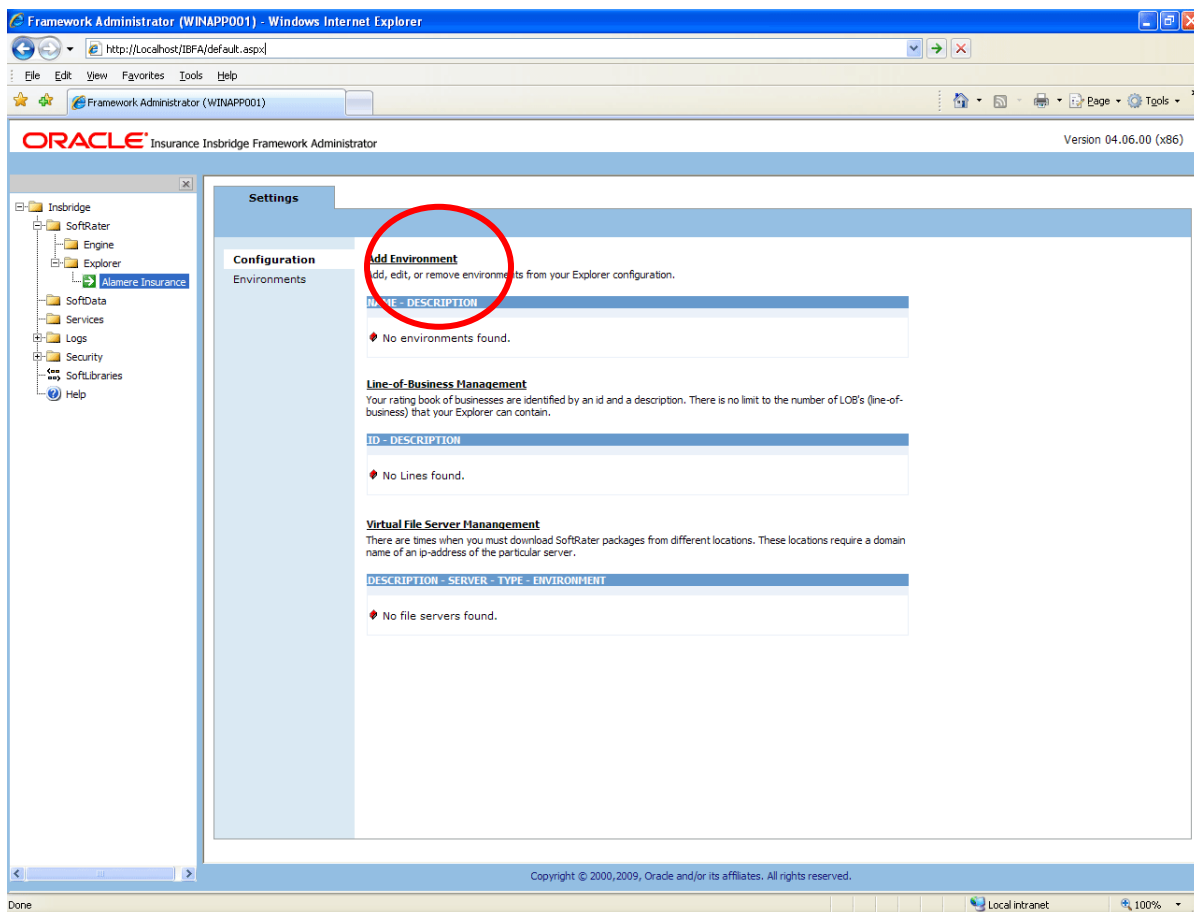 Framework Administrator (WINAPP001) - Windows Internet Explorer
http://Localhost/IBFA/default.aspx
File Edit View Favorites Tools Help
Framework Administrator (WINAPP001)
Page Tools
ORACLE Insurance Insbridge Framework Administrator
Version 04.06.00 (x86)
Insbridge
SoftRater
Engine
Explorer
Alamere Insurance
SoftData
Services
Logs
Security
SoftLibraries
Help
Settings
Configuration
Environments
Add Environment
Add, edit, or remove environments from your Explorer configuration.
NAME - DESCRIPTION
No environments found.
Line-of-Business Management
Your rating book of businesses are identified by an id and a description. There is no limit to the number of LOB's (line-of-
business) that your Explorer can contain.
ID - DESCRIPTION
No Lines found.
Virtual File Server Manangement
There are times when you must download SoftRater packages from different locations. These locations require a domain
name of an ip-address of the particular server.
DESCRIPTION - SERVER - TYPE - ENVIRONMENT
No file servers found.
Copyright © 2000,2009, Oracle and/or its affiliates. All rights reserved.
Done
Local intranet
100%